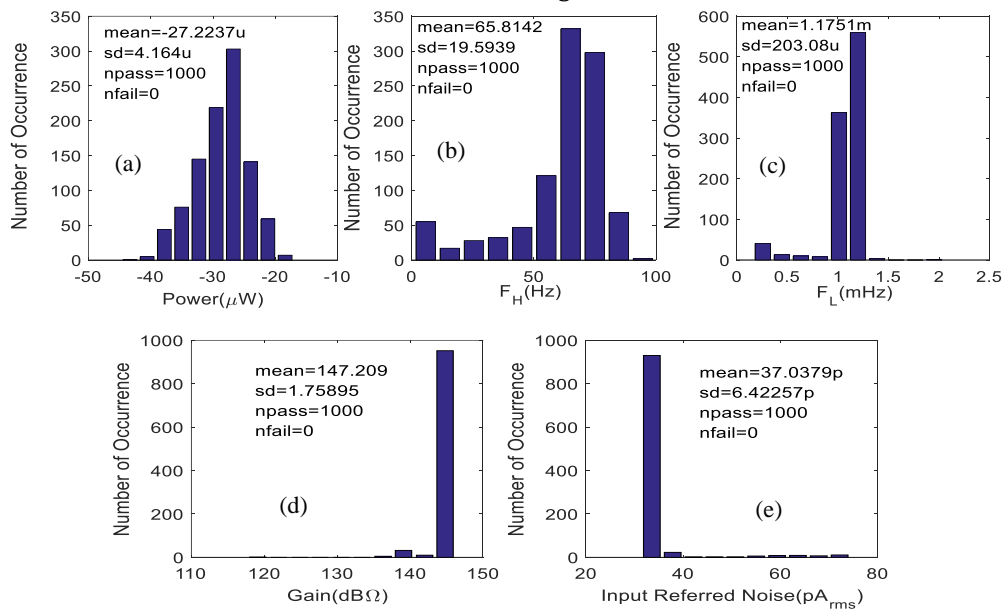 350
300
250
200
150
100
50
0
-50
-40
-30
-20
-10
Number of Occurrence
Power(μW)
mean=-27.2237u
sd=4.164u
npass=1000
nfail=0
(a)
350
300
250
200
150
100
50
0
0
50
100
Number of Occurrence
F_H(Hz)
mean=65.8142
sd=19.5939
npass=1000
nfail=0
(b)
600
500
400
300
200
100
0
0
0.5
1
1.5
2
2.5
Number of Occurrence
F_L(mHz)
mean=1.1751m
sd=203.08u
npass=1000
nfail=0
(c)
1000
800
600
400
200
0
110
120
130
140
150
Number of Occurrence
Gain(dBΩ)
mean=147.209
sd=1.75895
npass=1000
nfail=0
(d)
1000
800
600
400
200
0
20
40
60
80
Number of Occurrence
Input Referred Noise(pA_rms)
mean=37.0379p
sd=6.42257p
npass=1000
nfail=0
(e)